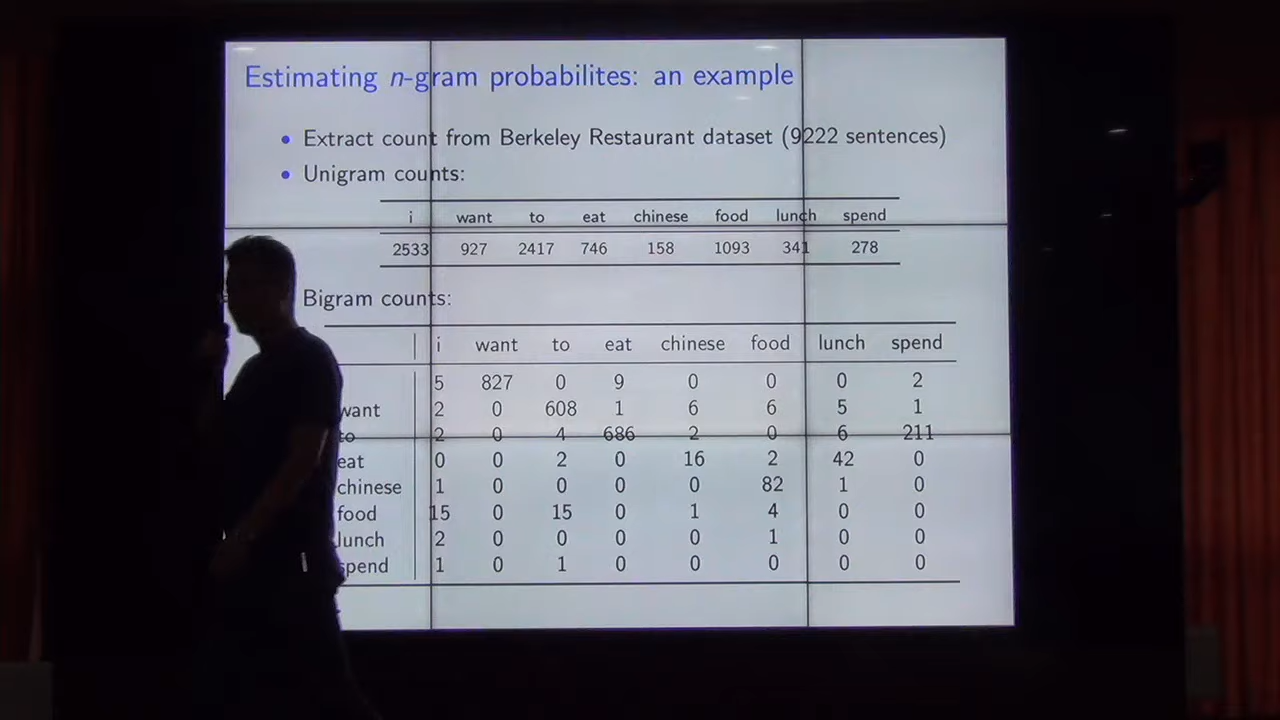 Estimating n-gram probabilites: an example
• Extract count from Berkeley Restaurant dataset (9222 sentences)
• Unigram counts:
i want to eat chinese food lunch spend
2533 927 2417 746 158 1093 341 278
Bigram counts:
i want to eat chinese food lunch spend
5 827 0 9 0 0 0 2
want 2 0 608 1 6 6 5 1
to 2 0 4 686 2 0 6 211
eat 0 0 2 0 16 2 42 0
chinese 1 0 0 0 0 82 1 0
food 15 0 15 0 1 4 0 0
lunch 2 0 0 0 0 1 0 0
spend 1 0 1 0 0 0 0 0